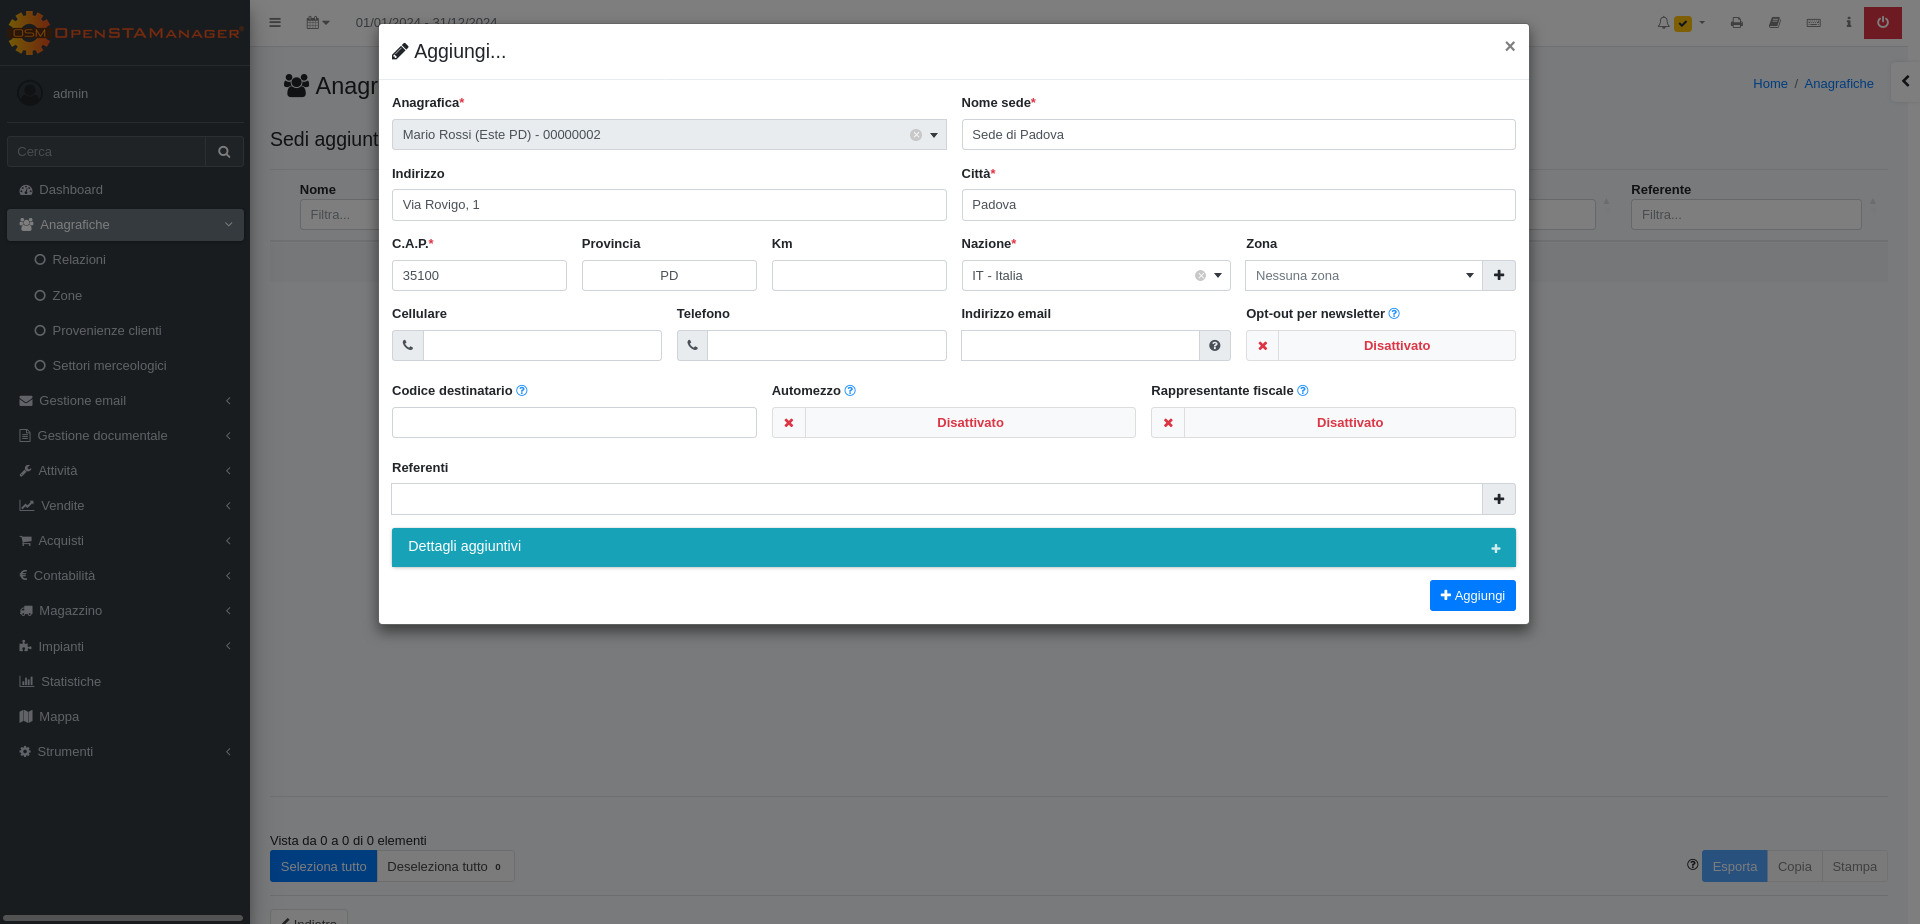 OSM OPENSTAMANAGER
01/01/2024 - 31/12/2024
Aggiungi...
×
admin
Anagr
Home / Anagrafiche
Anagrafica*
Nome sede*
Mario Rossi (Este PD) - 00000002
Sede di Padova
Sedi aggiunt
Cerca
Indirizzo
Città*
Dashboard
Nome
Referente
Via Rovigo, 1
Padova
Filtra...
Filtra...
Anagrafiche
C.A.P.*
Provincia
Km
Nazione*
Zona
Relazioni
35100
PD
IT - Italia
Nessuna zona
Zone
Cellulare
Telefono
Indirizzo email
Opt-out per newsletter
Provenienze clienti
Disattivato
Settori merceologici
Codice destinatario
Automezzo
Rappresentante fiscale
Gestione email
Disattivato
Disattivato
Gestione documentale
Referenti
Attività
Vendite
Acquisti
Dettagli aggiuntivi
Contabilità
Aggiungi
Magazzino
Impianti
Statistiche
Mappa
Strumenti
Vista da 0 a 0 di 0 elementi
Seleziona tutto
Deseleziona tutto 0
Esporta
Copia
Stampa
Indietro